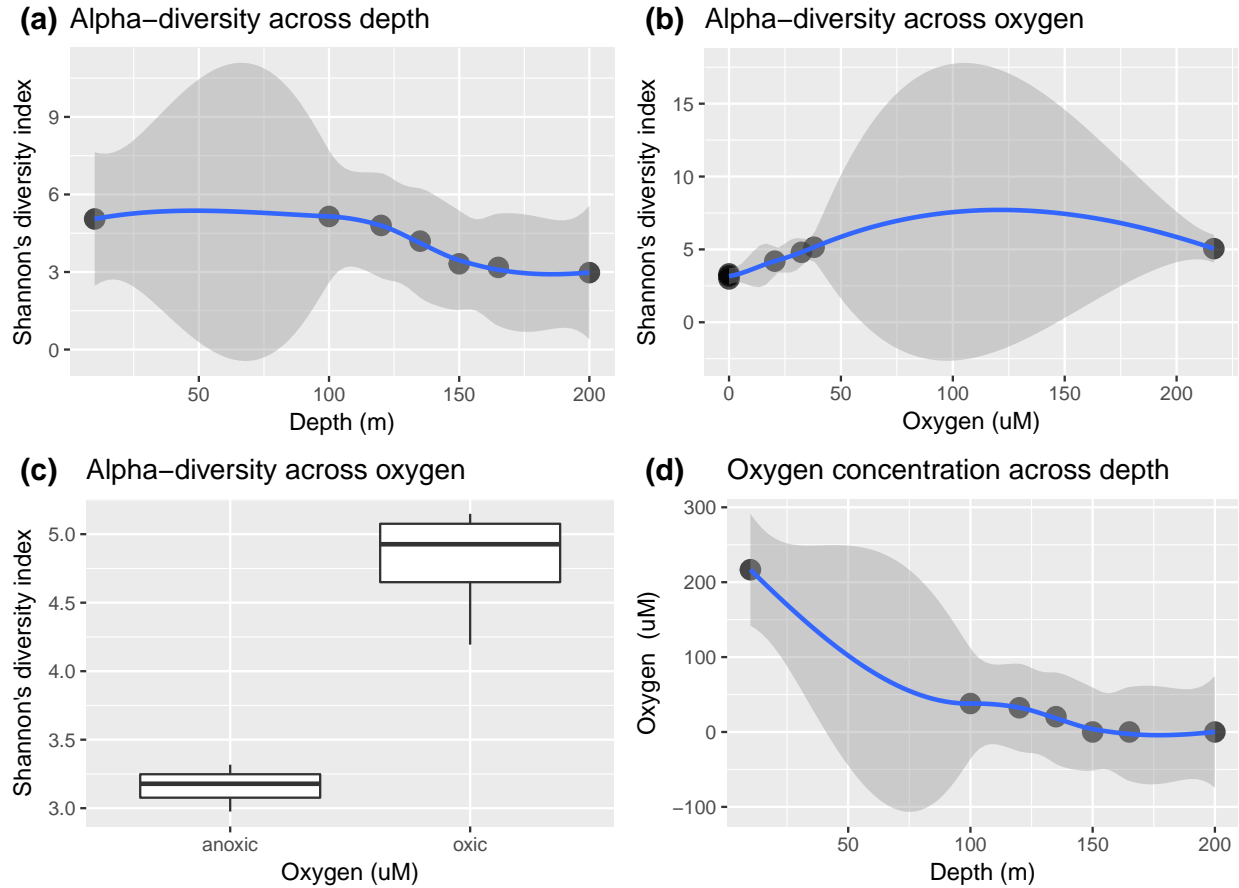 (a) Alpha−diversity across depth
Shannon's diversity index
9
6
3
0
50 100 150 200
Depth (m)
(b) Alpha−diversity across oxygen
Shannon's diversity index
15
10
5
0
0 50 100 150 200
Oxygen (uM)
(c) Alpha−diversity across oxygen
Shannon's diversity index
5.0
4.5
4.0
3.5
3.0
anoxic oxic
Oxygen (uM)
(d) Oxygen concentration across depth
Oxygen (uM)
300
200
100
0
−100
50 100 150 200
Depth (m)